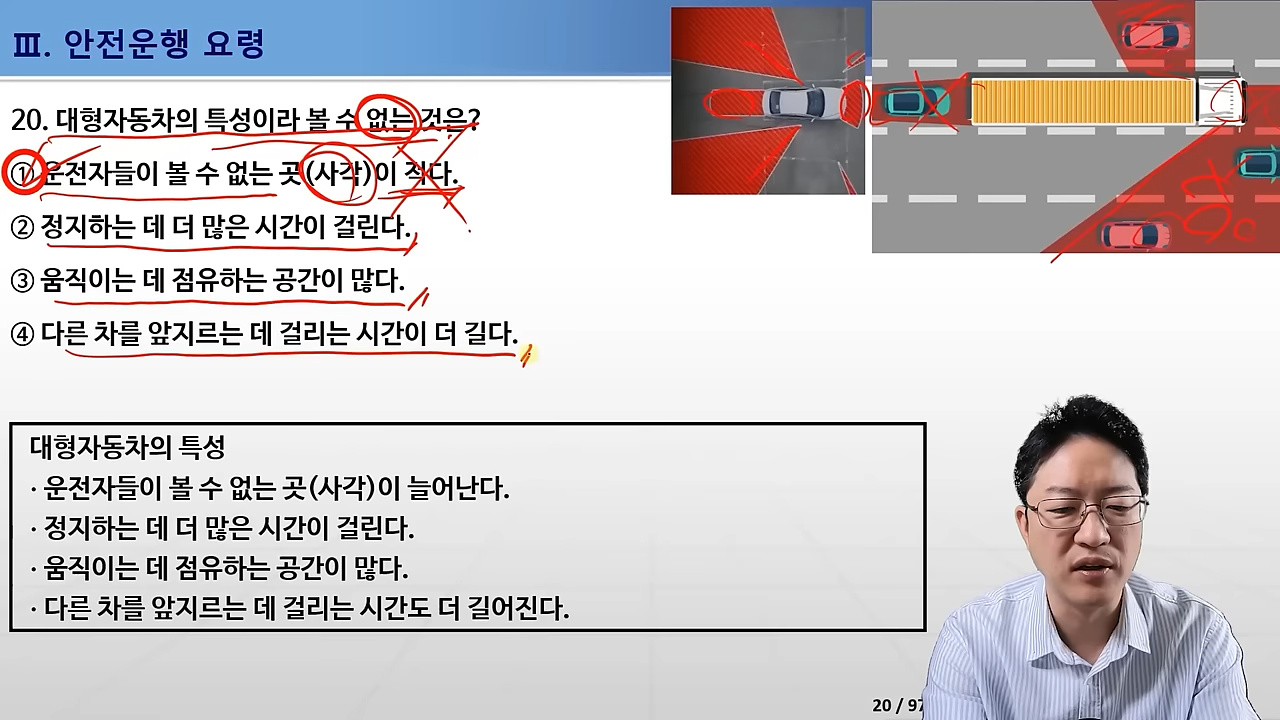 Ⅲ. 안전운행 요령
20. 대형자동차의 특성이라 볼 수 없는 것은?
① 운전자들이 볼 수 없는 곳(사각)이 적다.
② 정지하는 데 더 많은 시간이 걸린다.
③ 움직이는 데 점유하는 공간이 많다.
④ 다른 차를 앞지르는 데 걸리는 시간이 더 길다.
대형자동차의 특성
· 운전자들이 볼 수 없는 곳(사각)이 늘어난다.
· 정지하는 데 더 많은 시간이 걸린다.
· 움직이는 데 점유하는 공간이 많다.
· 다른 차를 앞지르는 데 걸리는 시간도 더 길어진다.
20 / 97